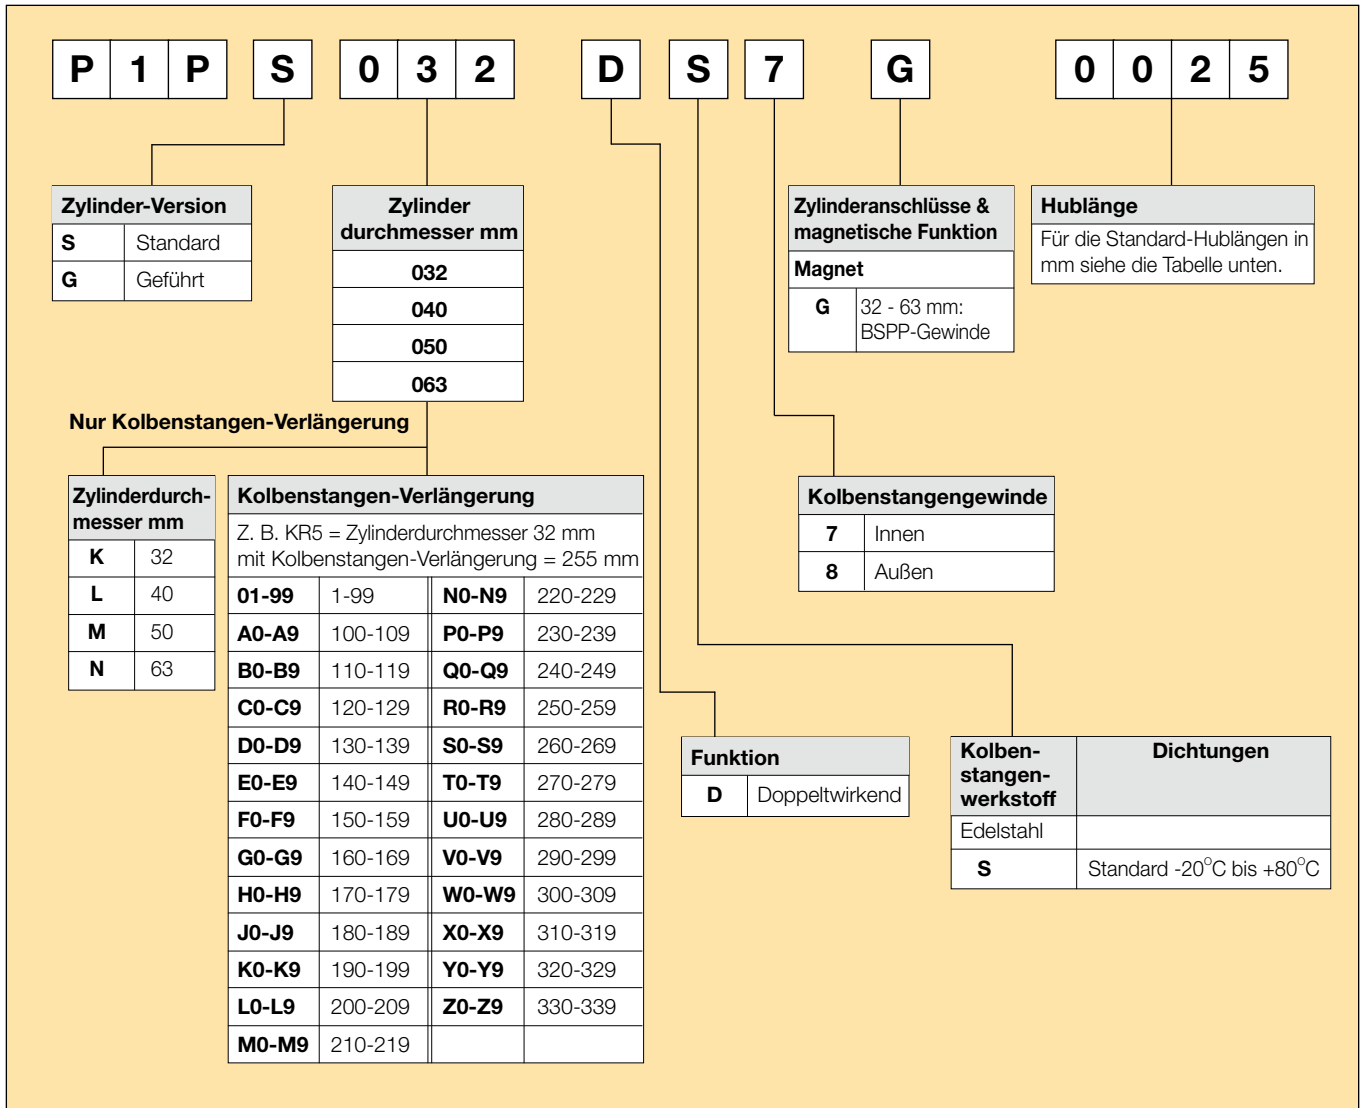 P 1 P S 0 3 2 D S 7 G 0 0 2 5
Zylinder-Version
S Standard
G Geführt
Zylinder
durchmesser mm
032
040
050
063
Zylinderanschlüsse &
magnetische Funktion
Magnet
G 32 - 63 mm:
BSPP-Gewinde
Hublänge
Für die Standard-Hublängen in
mm siehe die Tabelle unten.
Nur Kolbenstangen-Verlängerung
Zylinderdurch-
messer mm
K 32
L 40
M 50
N 63
Kolbenstangen-Verlängerung
Z. B. KR5 = Zylinderdurchmesser 32 mm
mit Kolbenstangen-Verlängerung = 255 mm
01-99 1-99 N0-N9 220-229
A0-A9 100-109 P0-P9 230-239
B0-B9 110-119 Q0-Q9 240-249
C0-C9 120-129 R0-R9 250-259
D0-D9 130-139 S0-S9 260-269
E0-E9 140-149 T0-T9 270-279
F0-F9 150-159 U0-U9 280-289
G0-G9 160-169 V0-V9 290-299
H0-H9 170-179 W0-W9 300-309
J0-J9 180-189 X0-X9 310-319
K0-K9 190-199 Y0-Y9 320-329
L0-L9 200-209 Z0-Z9 330-339
M0-M9 210-219
Kolbenstangengewinde
7 Innen
8 Außen
Funktion
D Doppeltwirkend
Kolben-
stangen-
werkstoff
Dichtungen
Edelstahl
S Standard -20°C bis +80°C